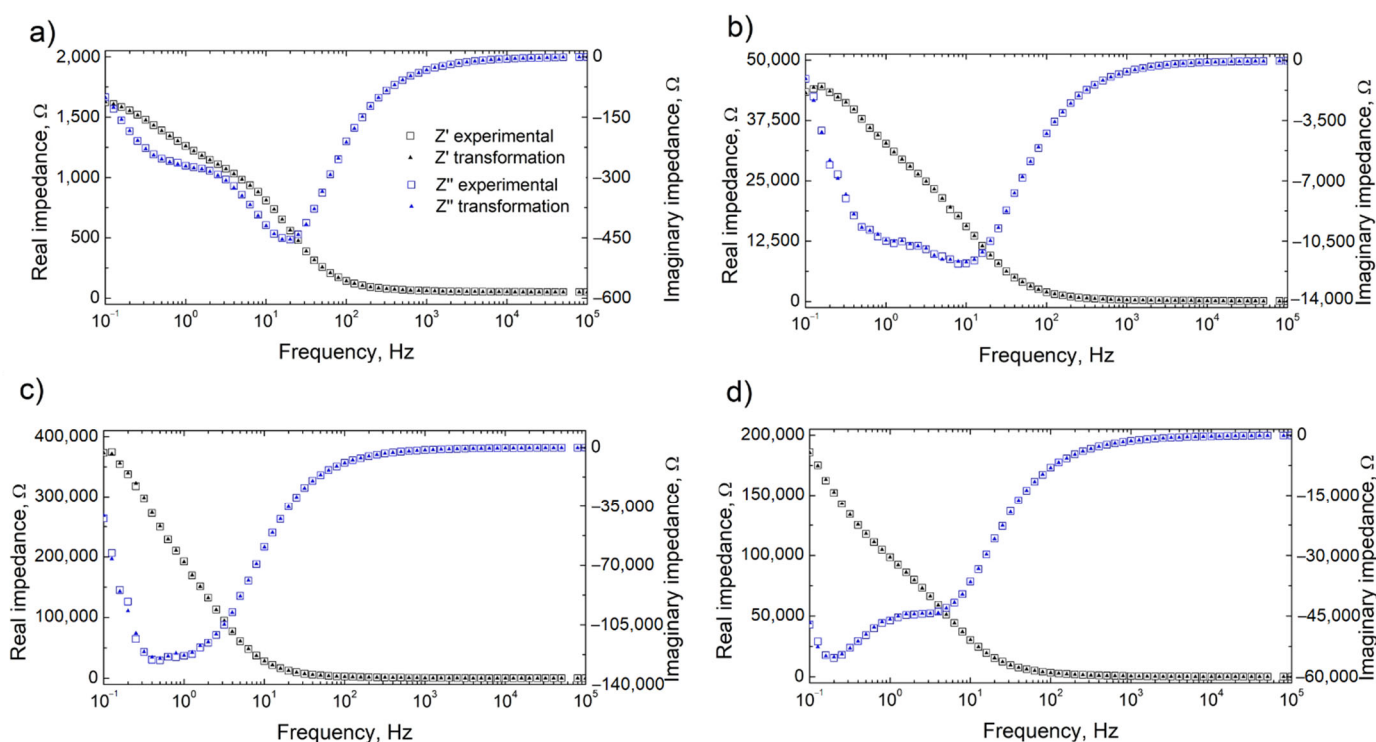 a)
2,000
1,500
1,000
500
0
Real impedance, Ω
0
−150
−300
−450
−600
Imaginary impedance, Ω
Z' experimental
Z' transformation
Z'' experimental
Z'' transformation
10⁻¹ 10⁰ 10¹ 10² 10³ 10⁴ 10⁵
Frequency, Hz
b)
50,000
37,500
25,000
12,500
0
Real impedance, Ω
0
−3,500
−7,000
−10,500
−14,000
Imaginary impedance, Ω
10⁻¹ 10⁰ 10¹ 10² 10³ 10⁴ 10⁵
Frequency, Hz
c)
400,000
300,000
200,000
100,000
0
Real impedance, Ω
0
−35,000
−70,000
−105,000
−140,000
Imaginary impedance, Ω
10⁻¹ 10⁰ 10¹ 10² 10³ 10⁴ 10⁵
Frequency, Hz
d)
200,000
150,000
100,000
50,000
0
Real impedance, Ω
0
−15,000
−30,000
−45,000
−60,000
Imaginary impedance, Ω
10⁻¹ 10⁰ 10¹ 10² 10³ 10⁴ 10⁵
Frequency, Hz